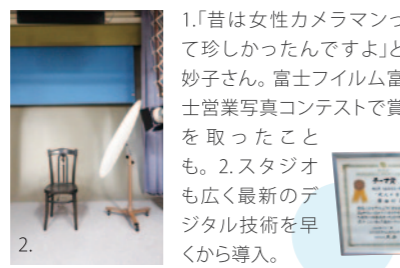 1.「昔は女性カメラマンっ
て珍しかったんですよ」と
妙子さん。富士フイルム富
士営業写真コンテストで賞
を取ったこと
も。2.スタジオ
も広く最新のデ
ジタル技術を早
くから導入。
2.